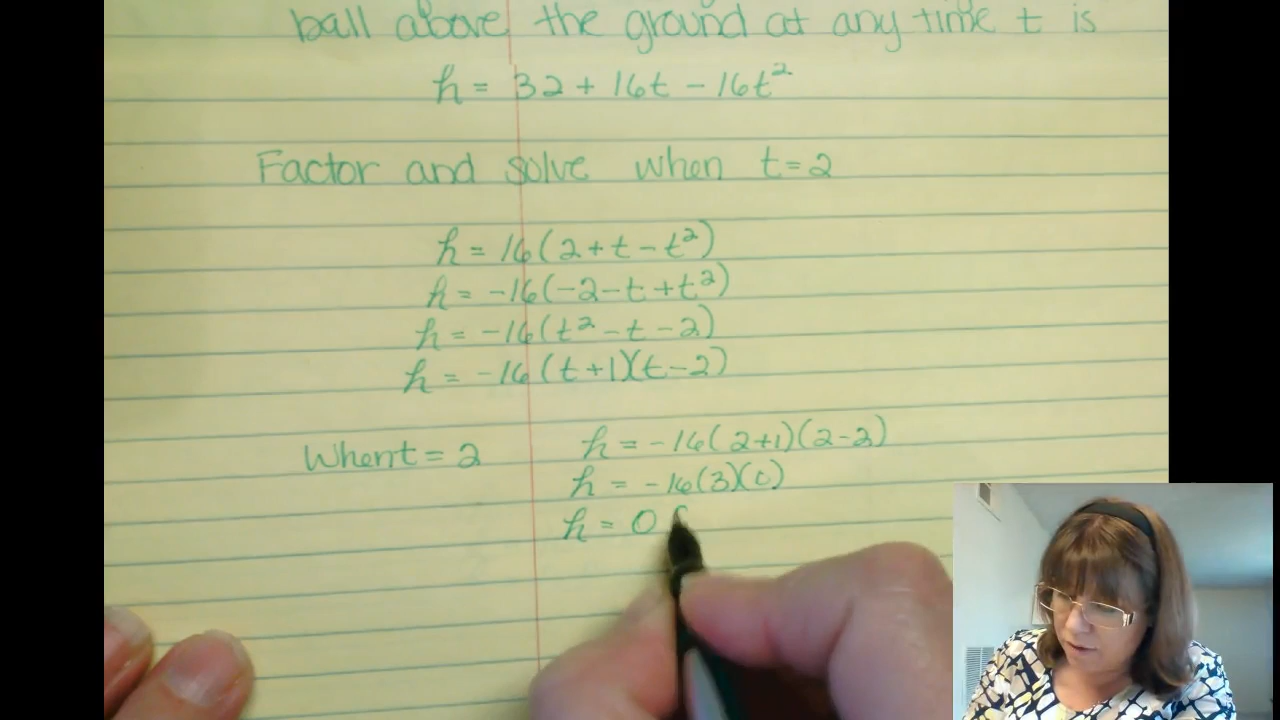 ball above the ground at any time t is
h = 32 + 16t - 16t²
Factor and solve when t = 2
h = 16(2 + t - t²)
h = -16(-2 - t + t²)
h = -16(t² - t - 2)
h = -16(t + 1)(t - 2)
When t = 2
h = -16(2+1)(2-2)
h = -16(3)(0)
h = 0